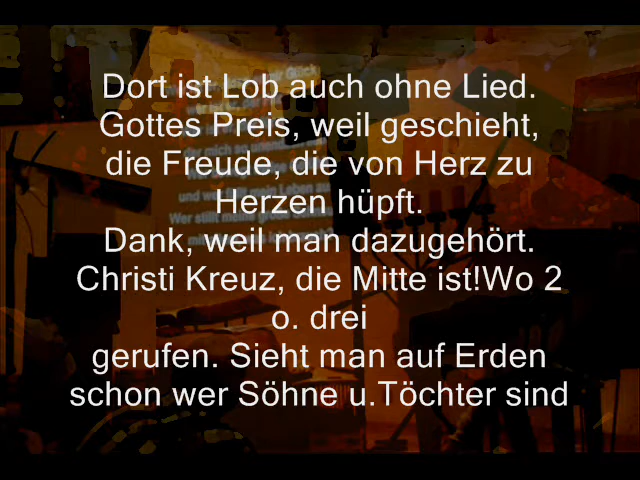 Dort ist Lob auch ohne Lied.
Gottes Preis, weil geschieht,
die Freude, die von Herz zu
Herzen hüpft.
Dank, weil man dazugehört.
Christi Kreuz, die Mitte ist!Wo 2
o. drei
gerufen. Sieht man auf Erden
schon wer Söhne u.Töchter sind